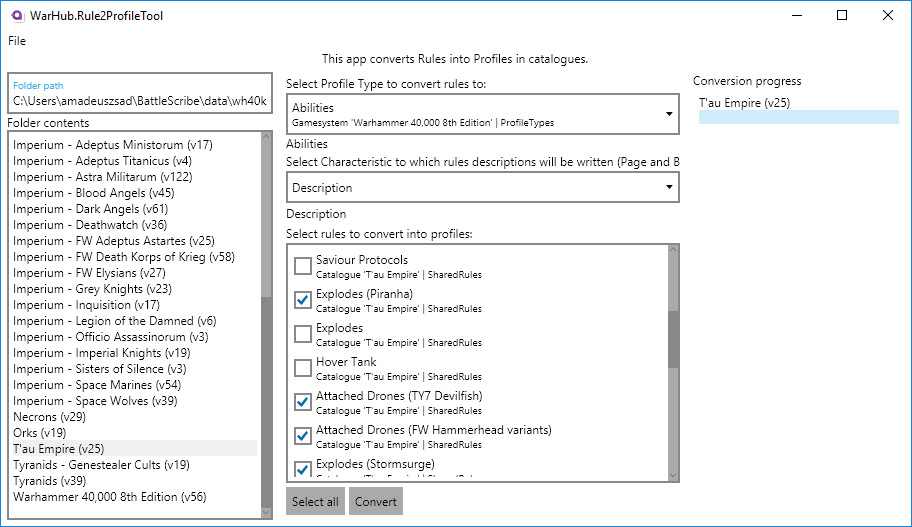 WarHub.Rule2ProfileTool
File
This app converts Rules into Profiles in catalogues.
Folder path
C:\Users\amadeuszsad\BattleScribe\data\wh40k
Folder contents
Imperium - Adeptus Ministorum (v17)
Imperium - Adeptus Titanicus (v4)
Imperium - Astra Militarum (v122)
Imperium - Blood Angels (v45)
Imperium - Dark Angels (v61)
Imperium - Deathwatch (v36)
Imperium - FW Adeptus Astartes (v25)
Imperium - FW Death Korps of Krieg (v58)
Imperium - FW Elysians (v27)
Imperium - Grey Knights (v23)
Imperium - Inquisition (v17)
Imperium - Legion of the Damned (v6)
Imperium - Officio Assassinorum (v3)
Imperium - Imperial Knights (v19)
Imperium - Sisters of Silence (v3)
Imperium - Space Marines (v54)
Imperium - Space Wolves (v39)
Necrons (v29)
Orks (v19)
T'au Empire (v25)
Tyranids - Genestealer Cults (v19)
Tyranids (v39)
Warhammer 40,000 8th Edition (v56)
Select Profile Type to convert rules to:
Abilities
Gamesystem 'Warhammer 40,000 8th Edition' | ProfileTypes
Abilities
Select Characteristic to which rules descriptions will be written (Page and B
Description
Description
Select rules to convert into profiles:
Saviour Protocols
Catalogue 'T'au Empire' | SharedRules
Explodes (Piranha)
Catalogue 'T'au Empire' | SharedRules
Explodes
Catalogue 'T'au Empire' | SharedRules
Hover Tank
Catalogue 'T'au Empire' | SharedRules
Attached Drones (TY7 Devilfish)
Catalogue 'T'au Empire' | SharedRules
Attached Drones (FW Hammerhead variants)
Catalogue 'T'au Empire' | SharedRules
Explodes (Stormsurge)
Catalogue 'T'au Empire' | SharedRules
Select all
Convert
Conversion progress
T'au Empire (v25)